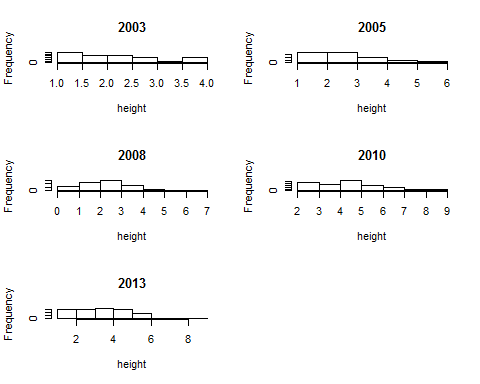 2003
Frequency
0
1.0 1.5 2.0 2.5 3.0 3.5 4.0
height
2005
Frequency
0
1 2 3 4 5 6
height
2008
Frequency
0
0 1 2 3 4 5 6 7
height
2010
Frequency
0
2 3 4 5 6 7 8 9
height
2013
Frequency
0
2 4 6 8
height